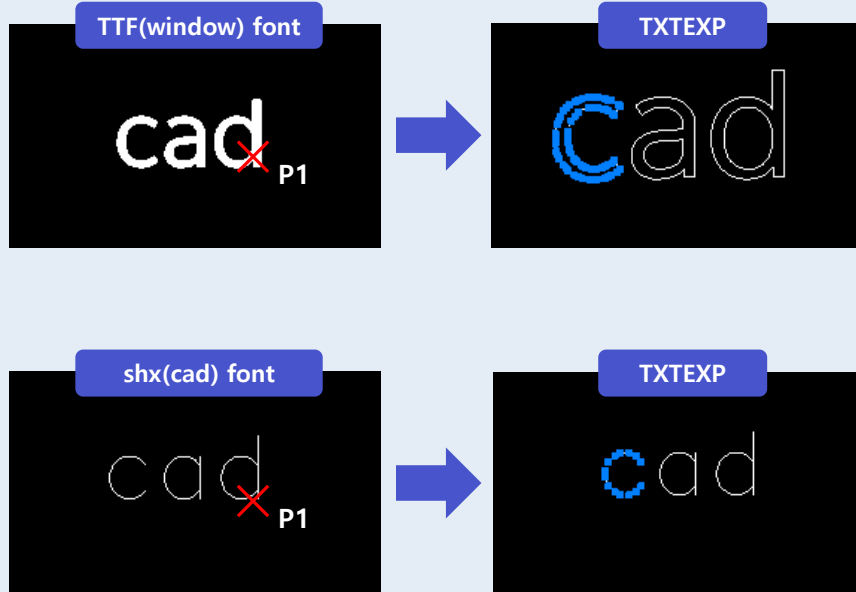 TTF(window) font
TXTEXP
cad
P1
cad
shx(cad) font
TXTEXP
cad
P1
cad